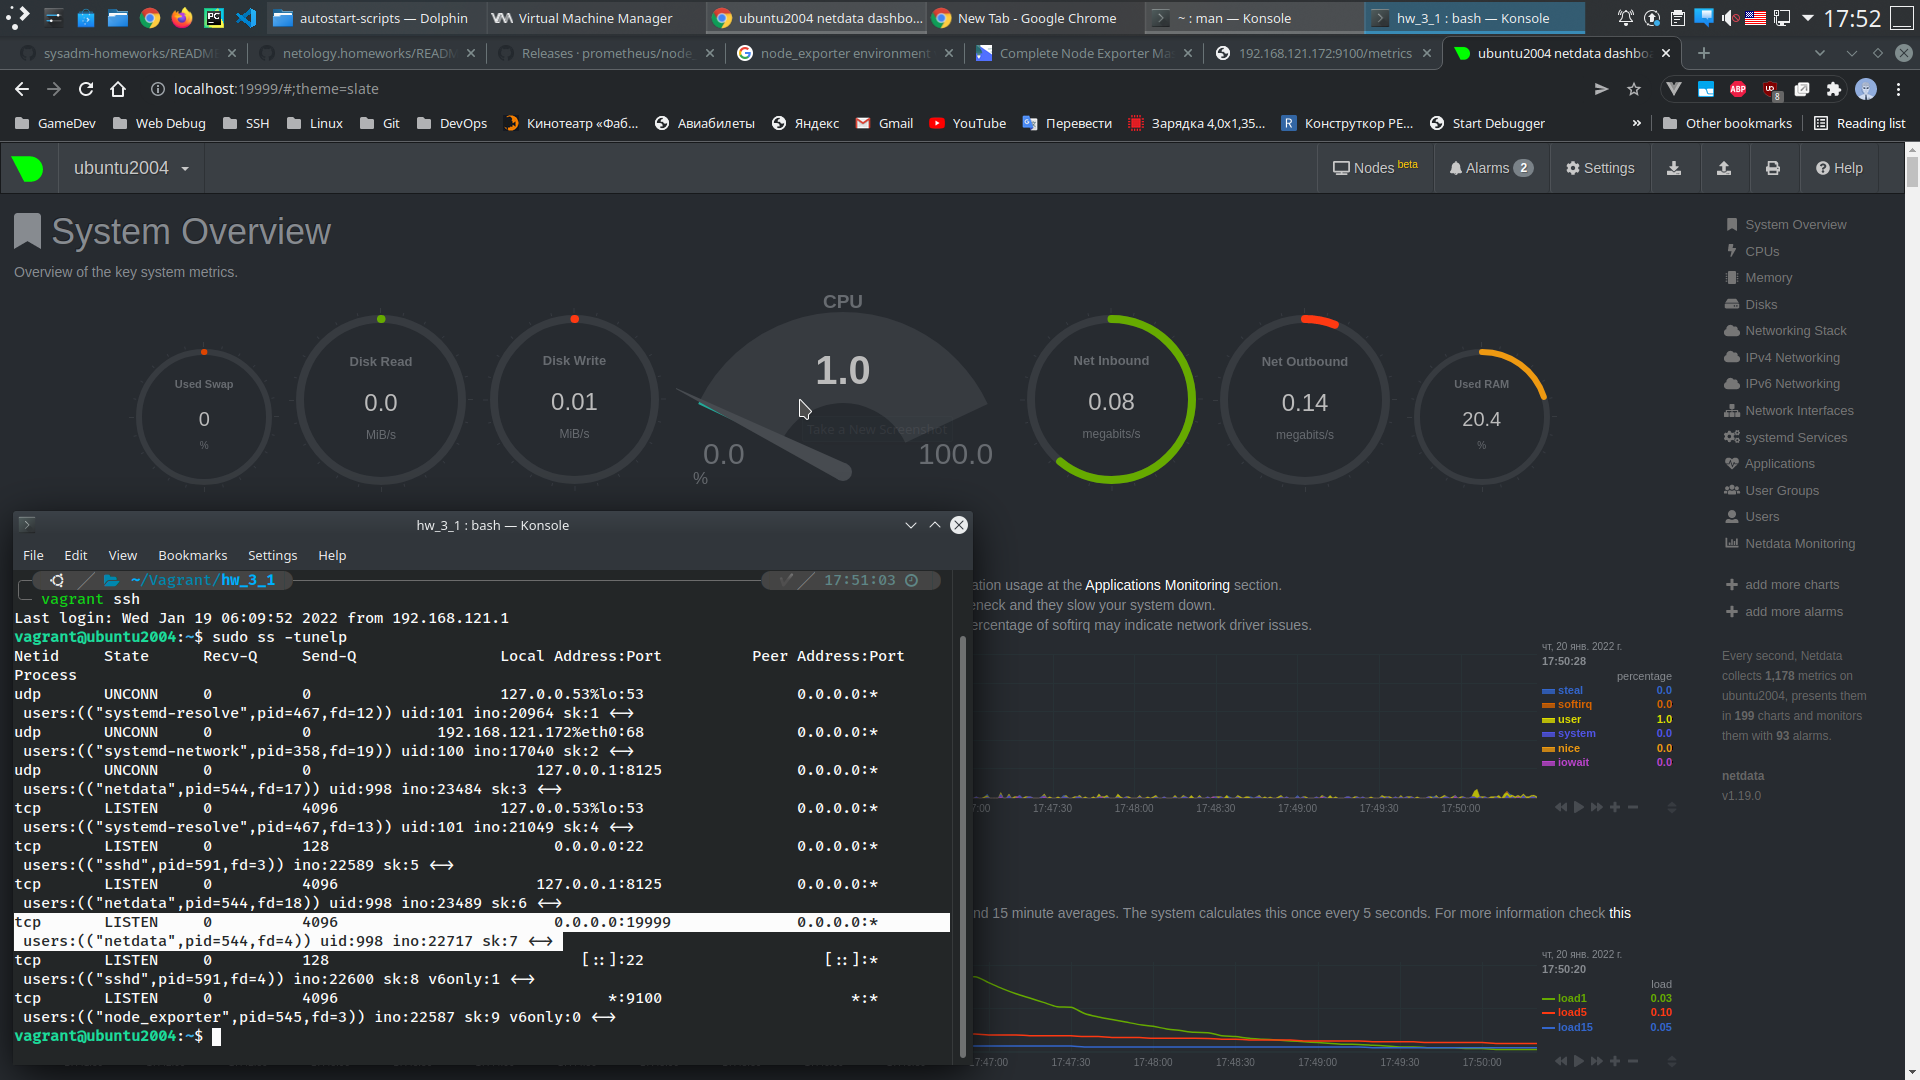 autostart-scripts — Dolphin
Virtual Machine Manager
ubuntu2004 netdata dashbo...
New Tab - Google Chrome
~ : man — Konsole
hw_3_1 : bash — Konsole
17:52
sysadm-homeworks/READM
netology.homeworks/READM
Releases · prometheus/node_
node_exporter environment
Complete Node Exporter Ma
192.168.121.172:9100/metrics
ubuntu2004 netdata dashbo
localhost:19999/#;theme=slate
ABP
8
GameDev
Web Debug
SSH
Linux
Git
DevOps
Кинотеатр «Фаб...
Авиабилеты
Яндекс
Gmail
YouTube
Перевести
Зарядка 4,0х1,35...
Конструткор РЕ...
Start Debugger
»
Other bookmarks
Reading list
ubuntu2004
Nodes beta
Alarms 2
Settings
Help
System Overview
Overview of the key system metrics.
Used Swap
0
%
Disk Read
0.0
MiB/s
Disk Write
0.01
MiB/s
CPU
1.0
0.0
100.0
%
Take a New Screenshot
Net Inbound
0.08
megabits/s
Net Outbound
0.14
megabits/s
Used RAM
20.4
%
System Overview
CPUs
Memory
Disks
Networking Stack
IPv4 Networking
IPv6 Networking
Network Interfaces
systemd Services
Applications
User Groups
Users
Netdata Monitoring
add more charts
add more alarms
Every second, Netdata
collects 1,178 metrics on
ubuntu2004, presents them
in 199 charts and monitors
them with 93 alarms.
netdata
v1.19.0
hw_3_1 : bash — Konsole
File Edit View Bookmarks Settings Help
~/Vagrant/hw_3_1 17:51:03
vagrant ssh
Last login: Wed Jan 19 06:09:52 2022 from 192.168.121.1
vagrant@ubuntu2004:~$ sudo ss -tunelp
Netid State Recv-Q Send-Q Local Address:Port Peer Address:Port
Process
udp UNCONN 0 0 127.0.0.53%lo:53 0.0.0.0:*
users:(("systemd-resolve",pid=467,fd=12)) uid:101 ino:20964 sk:1 <->
udp UNCONN 0 0 192.168.121.172%eth0:68 0.0.0.0:*
users:(("systemd-network",pid=358,fd=19)) uid:100 ino:17040 sk:2 <->
udp UNCONN 0 0 127.0.0.1:8125 0.0.0.0:*
users:(("netdata",pid=544,fd=17)) uid:998 ino:23484 sk:3 <->
tcp LISTEN 0 4096 127.0.0.53%lo:53 0.0.0.0:*
users:(("systemd-resolve",pid=467,fd=13)) uid:101 ino:21049 sk:4 <->
tcp LISTEN 0 128 0.0.0.0:22 0.0.0.0:*
users:(("sshd",pid=591,fd=3)) ino:22589 sk:5 <->
tcp LISTEN 0 4096 127.0.0.1:8125 0.0.0.0:*
users:(("netdata",pid=544,fd=18)) uid:998 ino:23489 sk:6 <->
tcp LISTEN 0 4096 0.0.0.0:19999 0.0.0.0:*
users:(("netdata",pid=544,fd=4)) uid:998 ino:22717 sk:7 <->
tcp LISTEN 0 128 [::]:22 [::]:*
users:(("sshd",pid=591,fd=4)) ino:22600 sk:8 v6only:1 <->
tcp LISTEN 0 4096 *:9100 *:*
users:(("node_exporter",pid=545,fd=3)) ino:22587 sk:9 v6only:0 <->
vagrant@ubuntu2004:~$
ation usage at the Applications Monitoring section.
eneck and they slow your system down.
ercentage of softirq may indicate network driver issues.
чт, 20 янв. 2022 г.
17:50:28
percentage
steal 0.0
softirq 0.0
user 1.0
system 0.0
nice 0.0
iowait 0.0
7:00 17:47:30 17:48:00 17:48:30 17:49:00 17:49:30 17:50:00
nd 15 minute averages. The system calculates this once every 5 seconds. For more information check this
чт, 20 янв. 2022 г.
17:50:20
load
load1 0.03
load5 0.10
load15 0.05
17:47:00 17:47:30 17:48:00 17:48:30 17:49:00 17:49:30 17:50:00